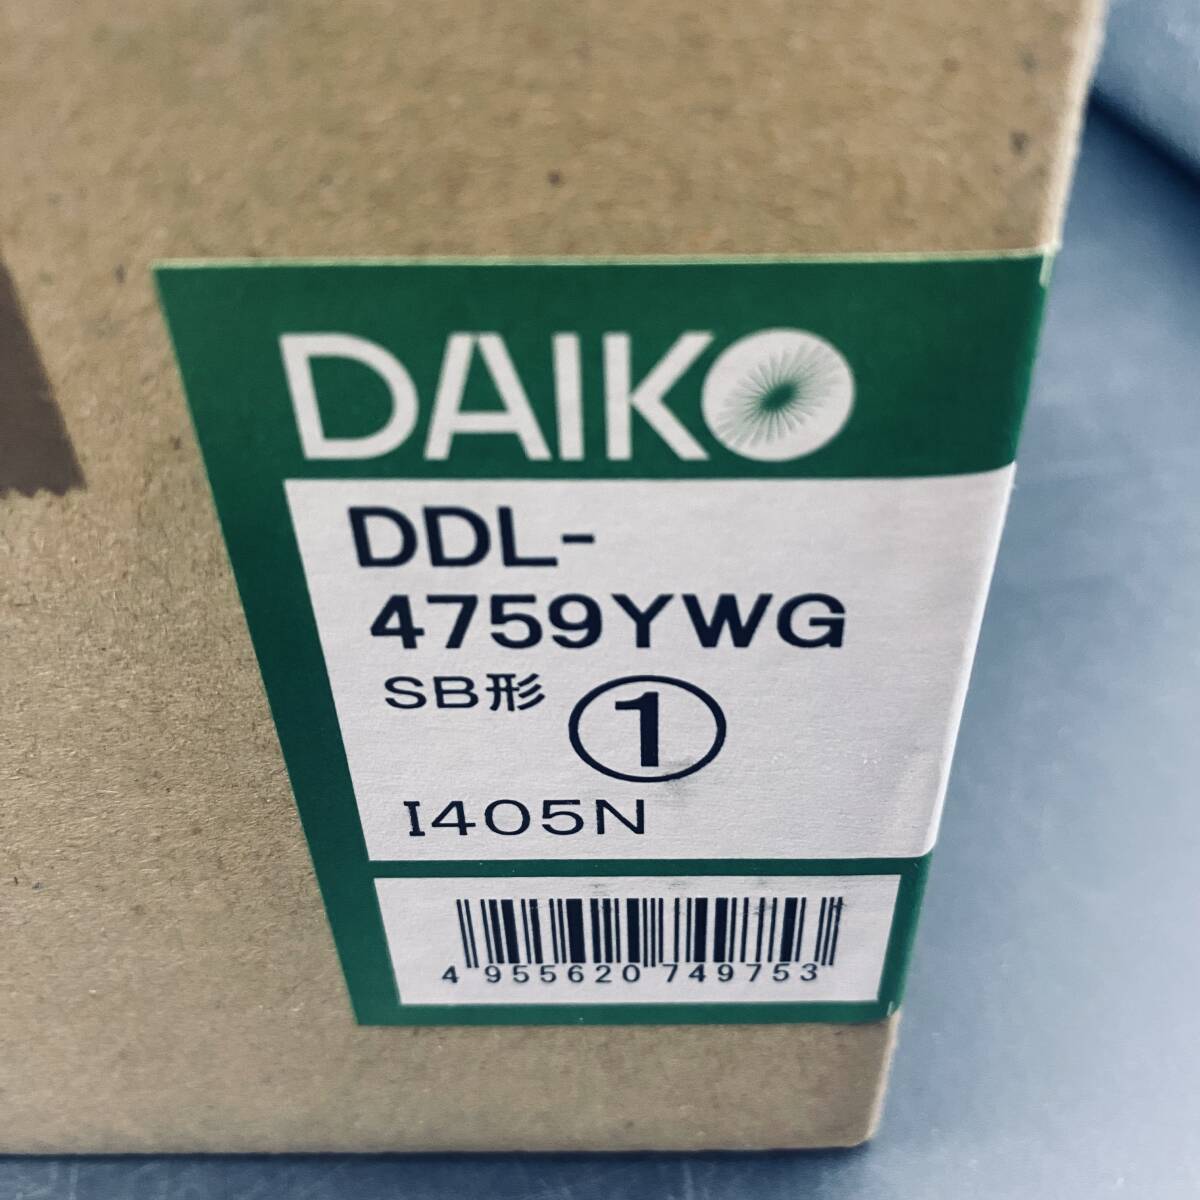 DAIKO
DDL-
4759YWG
SB形 ①
I405N
4 955620 749753